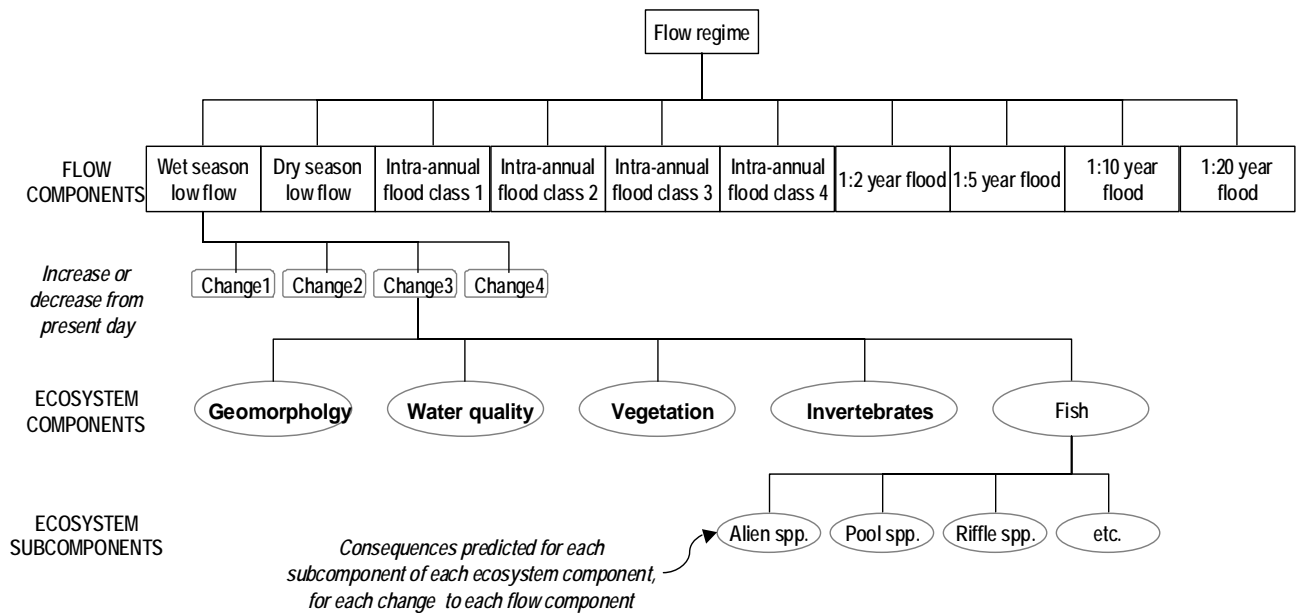 Flow regime
FLOW
COMPONENTS
Wet season
low flow
Dry season
low flow
Intra-annual
flood class 1
Intra-annual
flood class 2
Intra-annual
flood class 3
Intra-annual
flood class 4
1:2 year flood
1:5 year flood
1:10 year
flood
1:20 year
flood
Increase or
decrease from
present day
Change1
Change2
Change3
Change4
ECOSYSTEM
COMPONENTS
Geomorpholgy
Water quality
Vegetation
Invertebrates
Fish
ECOSYSTEM
SUBCOMPONENTS
Alien spp.
Pool spp.
Riffle spp.
etc.
Consequences predicted for each
subcomponent of each ecosystem component,
for each change to each flow component